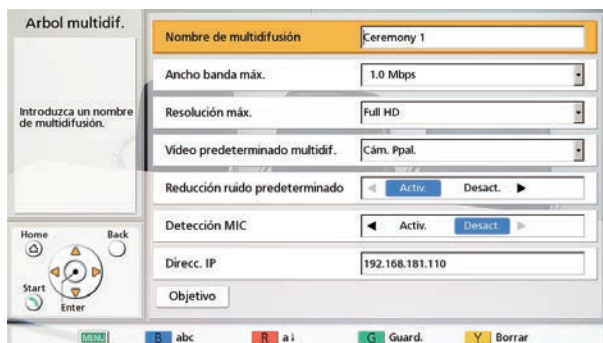 Arbol multidif.
Introduzca un nombre
de multidifusión.
Nombre de multidifusión
Ceremony 1
Ancho banda máx.
1.0 Mbps
Resolución máx.
Full HD
Vídeo predeterminado multidif.
Cám. Ppal.
Reducción ruido predeterminado
Activ. Desact.
Detección MIC
Activ. Desact.
Direcc. IP
192.168.181.110
Objetivo
Home Back
Start
Enter
MENU B abc R a↓ G Guard. Y Borrar